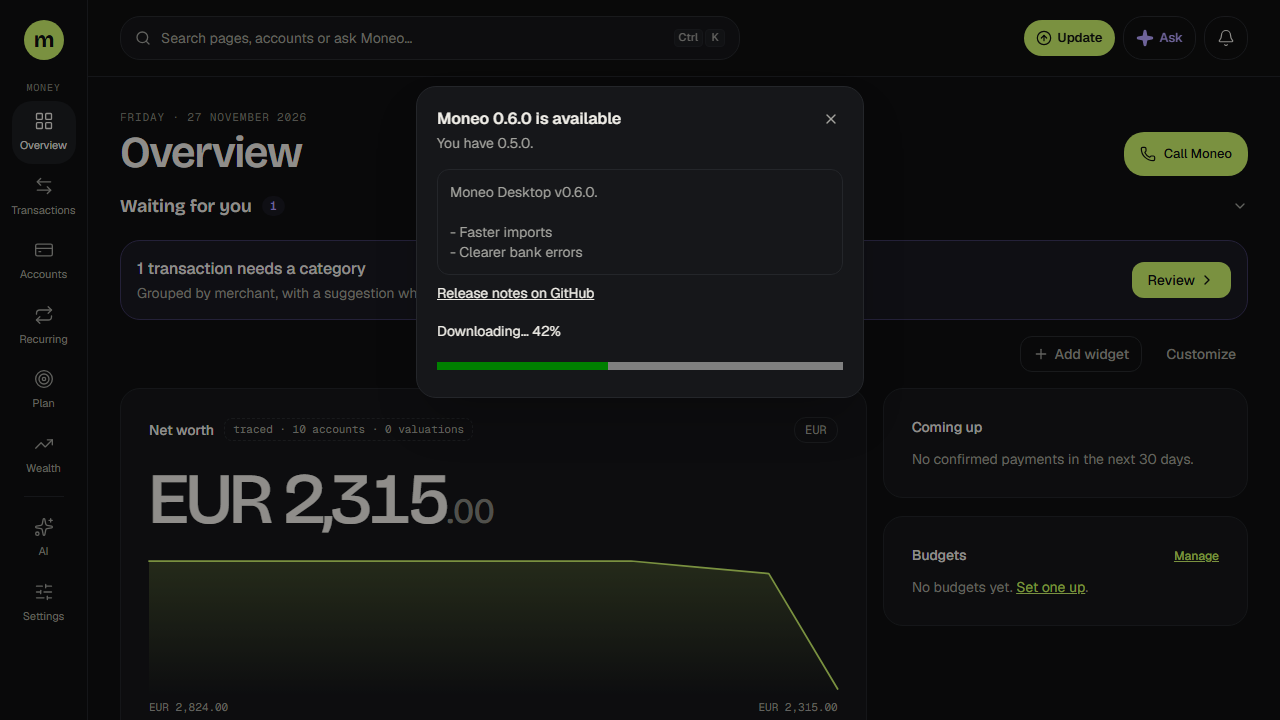 m
Search pages, accounts or ask Moneo...
Ctrl K
Update
Ask
MONEY
Overview
Transactions
Accounts
Recurring
Plan
Wealth
AI
Settings
FRIDAY · 27 NOVEMBER 2026
Overview
Call Moneo
Waiting for you 1
1 transaction needs a category
Grouped by merchant, with a suggestion wh
Review
Moneo 0.6.0 is available
You have 0.5.0.
Moneo Desktop v0.6.0.
- Faster imports
- Clearer bank errors
Release notes on GitHub
Downloading... 42%
Add widget
Customize
Net worth
traced · 10 accounts · 0 valuations
EUR
EUR 2,315.00
EUR 2,824.00
EUR 2,315.00
Coming up
No confirmed payments in the next 30 days.
Budgets
Manage
No budgets yet. Set one up.